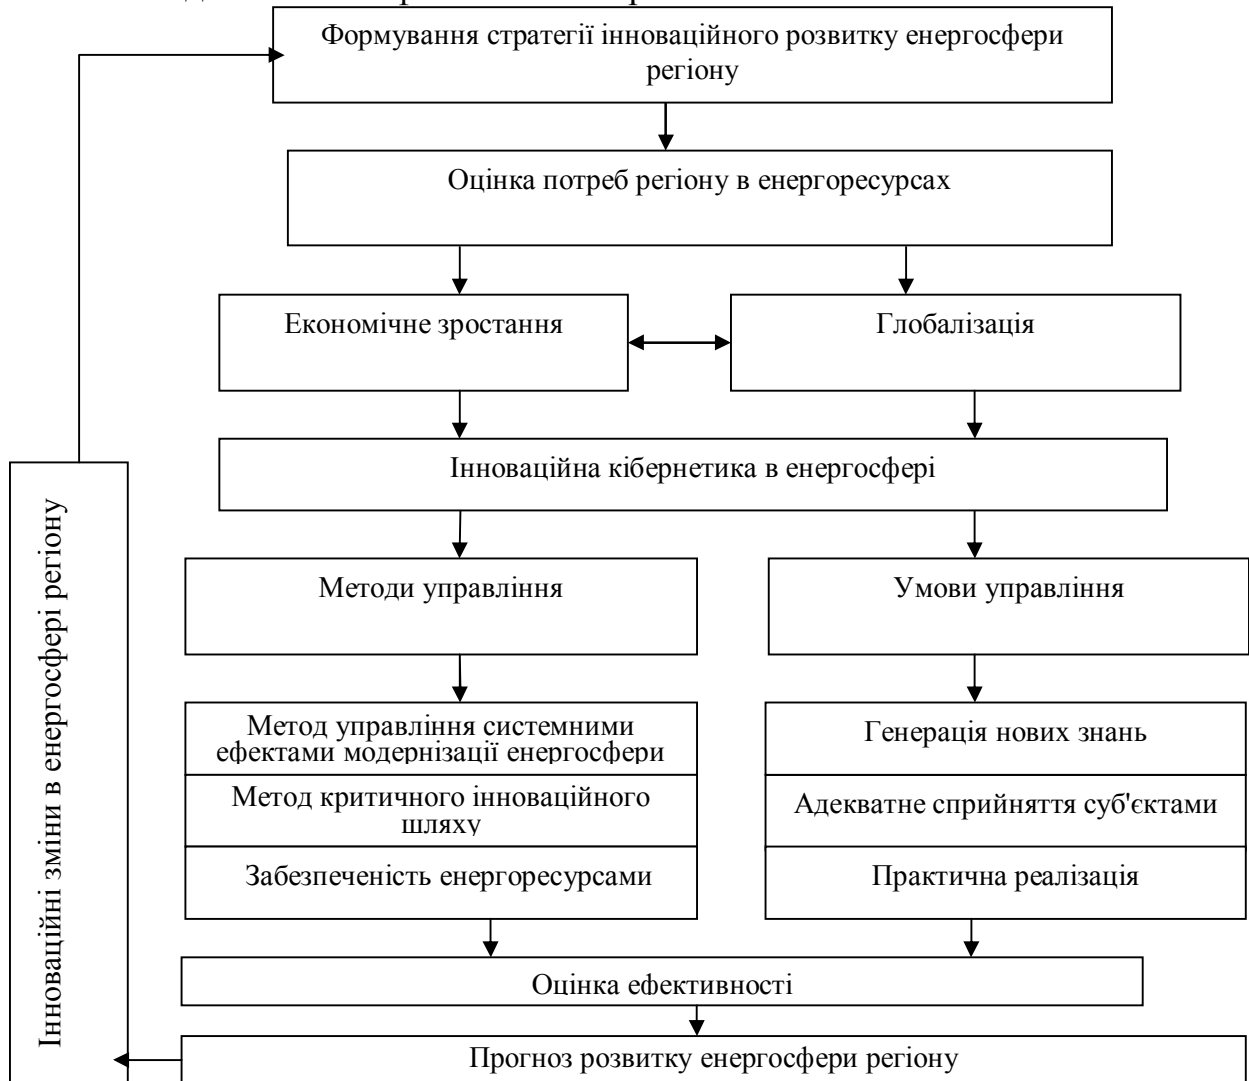 Формування стратегії інноваційного розвитку енергосфери
регіону
Оцінка потреб регіону в енергоресурсах
Економічне зростання
Глобалізація
Інноваційна кібернетика в енергосфері
Методи управління
Умови управління
Метод управління системними
ефектами модернізації енергосфери
Генерація нових знань
Метод критичного інноваційного
шляху
Адекватне сприйняття суб'єктами
Забезпеченість енергоресурсами
Практична реалізація
Оцінка ефективності
Прогноз розвитку енергосфери регіону
Інноваційні зміни в енергосфері регіону